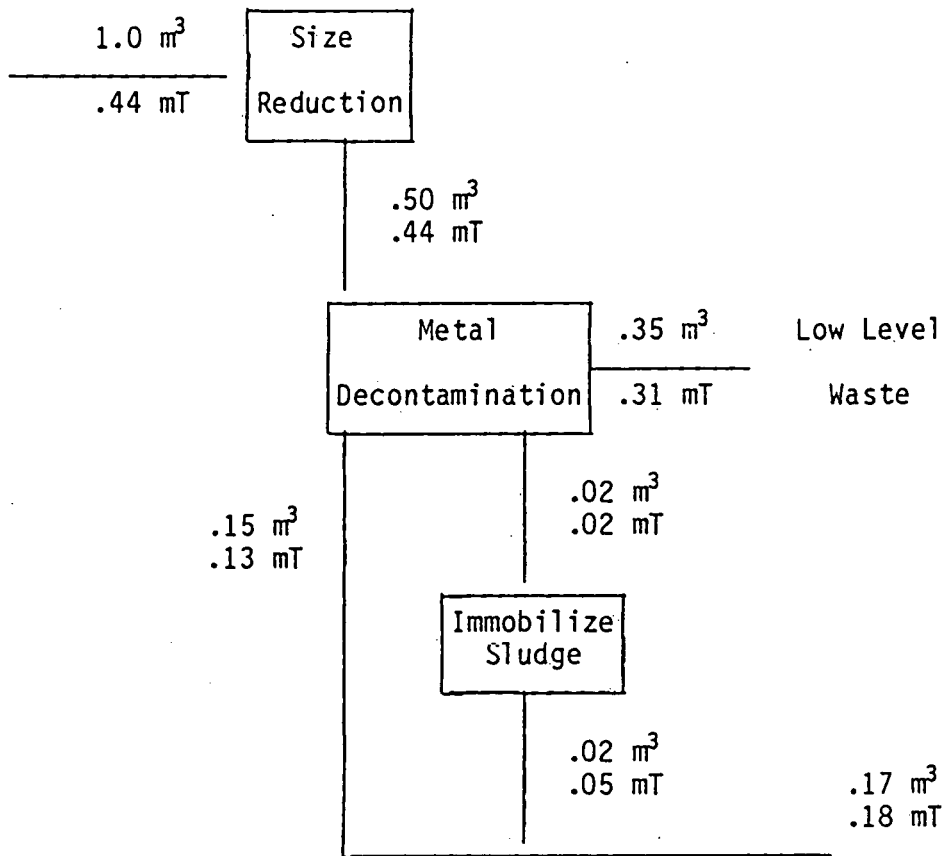 1.0 m³
.44 mT
Size
Reduction
.50 m³
.44 mT
Metal
Decontamination
.35 m³
.31 mT
Low Level
Waste
.15 m³
.13 mT
.02 m³
.02 mT
Immobilize
Sludge
.02 m³
.05 mT
.17 m³
.18 mT